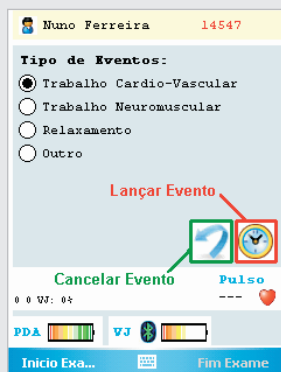 Nuno Ferreira 14547
Tipo de Eventos:
Trabalho Cardio-Vascular
Trabalho Neuromuscular
Relaxamento
Outro
Lançar Evento
Cancelar Evento
Pulso
0 0 VJ: 0% ---
PDA VJ
Inicio Exa... Fim Exame